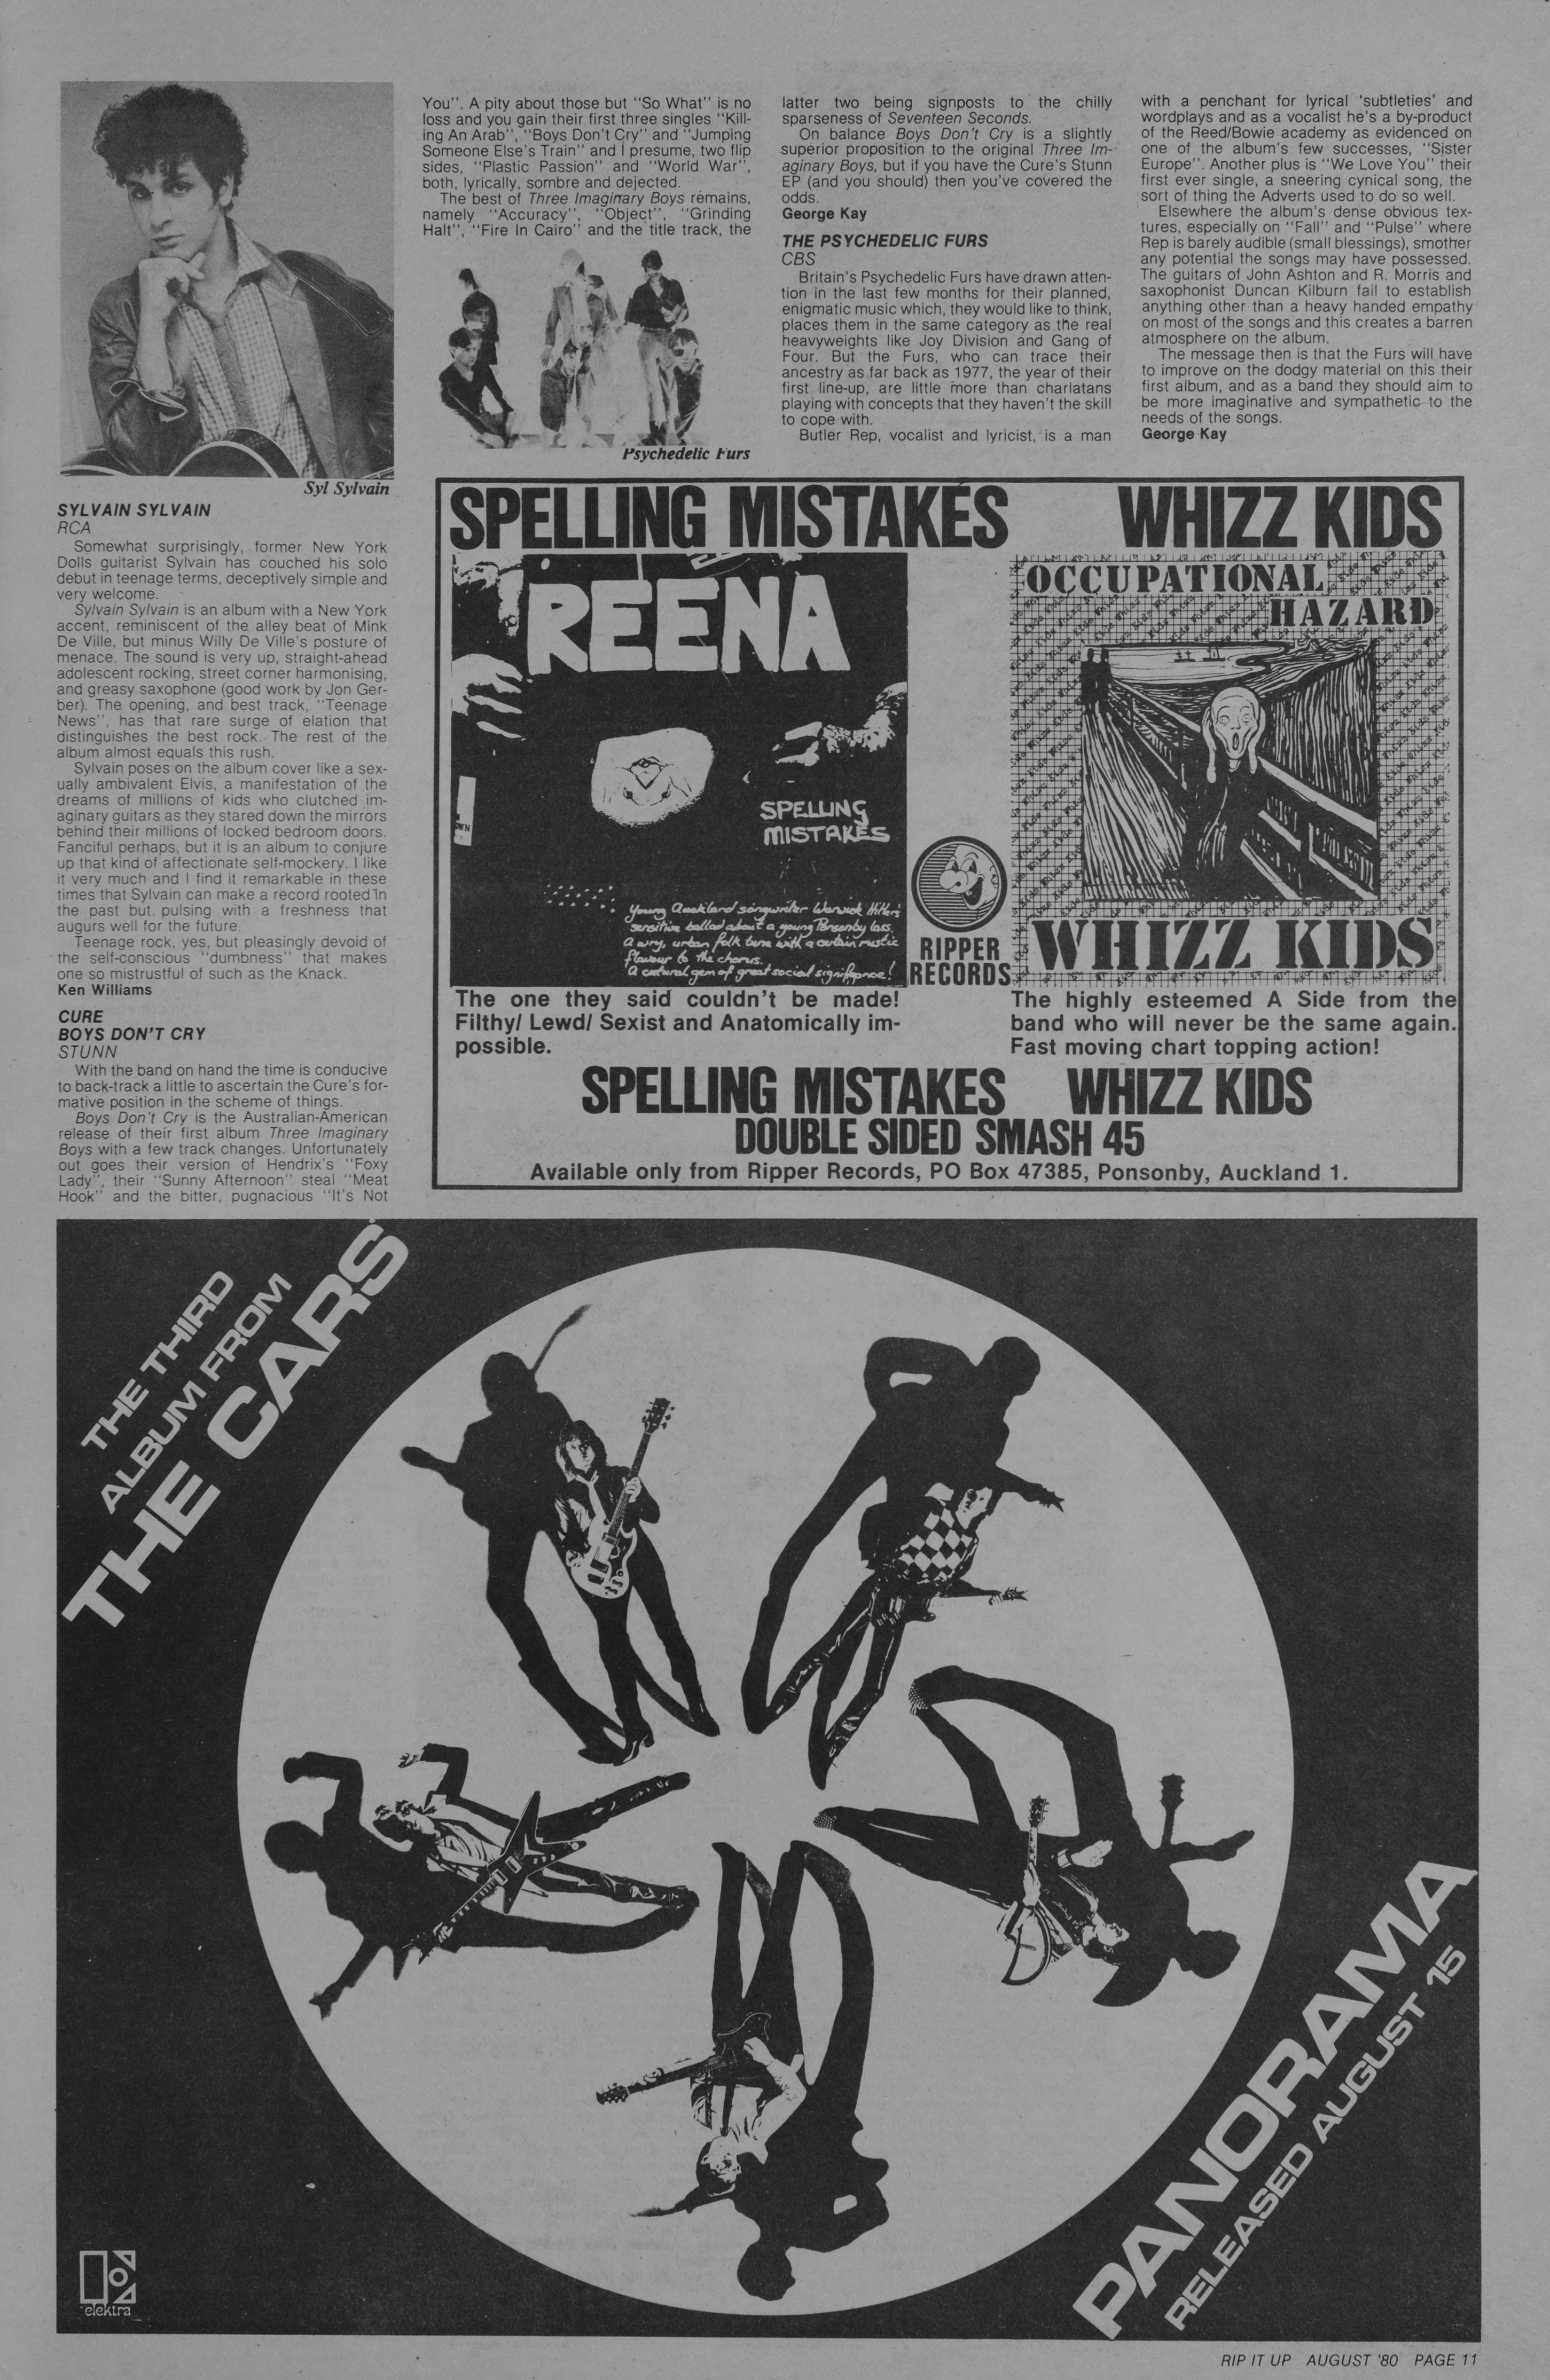 Syl Sylvain
SYLVAIN SYLVAIN
RCA
Somewhat surprisingly, former New York
Dolls guitarist Sylvain has couched his solo
debut in teenage terms, deceptively simple and
very welcome.
Sylvain Sylvain is an album with a New York
accent, reminiscent of the alley beat of Mink
De Ville, but minus Willy De Ville's posture of
menace. The sound is very up, straight-ahead
adolescent rocking, street corner harmonising,
and greasy saxophone (good work by Jon Ger-
ber). The opening, and best track, "Teenage
News", has that rare surge of elation that
distinguishes the best rock. The rest of the
album almost equals this rush.
Sylvain poses on the album cover like a sex-
ually ambivalent Elvis, a manifestation of the
dreams of millions of kids who clutched im-
aginary guitars as they stared down the mirrors
behind their millions of locked bedroom doors.
Fanciful perhaps, but it is an album to conjure
up that kind of affectionate self-mockery. I like
it very much and I find it remarkable in these
times that Sylvain can make a record rooted in
the past but pulsing with a freshness that
augurs well for the future.
Teenage rock, yes, but pleasingly devoid of
the self-conscious "dumbness" that makes
one so mistrustful of such as the Knack.
Ken Williams
CURE
BOYS DON'T CRY
STUNN
With the band on hand the time is conducive
to back-track a little to ascertain the Cure's for-
mative position in the scheme of things.
Boys Don't Cry is the Australian-American
release of their first album Three Imaginary
Boys with a few track changes. Unfortunately
out goes their version of Hendrix's "Foxy
Lady", their "Sunny Afternoon" steal "Meat
Hook" and the bitter, pugnacious "It's Not
You". A pity about those but "So What" is no
loss and you gain their first three singles "Kill-
ing An Arab", "Boys Don't Cry" and "Jumping
Someone Else's Train" and I presume, two flip
sides, "Plastic Passion" and "World War",
both, lyrically, sombre and dejected.
The best of Three Imaginary Boys remains,
namely "Accuracy", "Object", "Grinding
Halt", "Fire In Cairo" and the title track, the
Psychedelic Furs
latter two being signposts to the chilly
sparseness of Seventeen Seconds.
On balance Boys Don't Cry is a slightly
superior proposition to the original Three Im-
aginary Boys, but if you have the Cure's Stunn
EP (and you should) then you've covered the
odds.
George Kay
THE PSYCHEDELIC FURS
CBS
Britain's Psychedelic Furs have drawn atten-
tion in the last few months for their planned,
enigmatic music which, they would like to think,
places them in the same category as the real
heavyweights like Joy Division and Gang of
Four. But the Furs, who can trace their
ancestry as far back as 1977, the year of their
first line-up, are little more than charlatans
playing with concepts that they haven't the skill
to cope with.
Butler Rep, vocalist and lyricist, is a man
with a penchant for lyrical 'subtleties' and
wordplays and as a vocalist he's a by-product
of the Reed/Bowie academy as evidenced on
one of the album's few successes, "Sister
Europe". Another plus is "We Love You" their
first ever single, a sneering cynical song, the
sort of thing the Adverts used to do so well.
Elsewhere the album's dense obvious tex-
tures, especially on "Fall" and "Pulse" where
Rep is barely audible (small blessings), smother
any potential the songs may have possessed.
The guitars of John Ashton and R. Morris and
saxophonist Duncan Kilburn fail to establish
anything other than a heavy handed empathy
on most of the songs and this creates a barren
atmosphere on the album.
The message then is that the Furs will have
to improve on the dodgy material on this their
first album, and as a band they should aim to
be more imaginative and sympathetic to the
needs of the songs.
George Kay
SPELLING MISTAKES
REENA
SPELLING
MISTAKES
Young Auckland songwriter Warwick Hitler's
sensitive ballad about a young Ponsonby lass.
A wry, urban folk tune with a certain rustic
flavour to the chorus.
A cultural gem of great social significance!
The one they said couldn't be made!
Filthy/ Lewd/ Sexist and Anatomically im-
possible.
RIPPER
RECORDS
WHIZZ KIDS
OCCUPATIONAL
HAZARD
WHIZZ KIDS
The highly esteemed A Side from the
band who will never be the same again.
Fast moving chart topping action!
SPELLING MISTAKES WHIZZ KIDS
DOUBLE SIDED SMASH 45
Available only from Ripper Records, PO Box 47385, Ponsonby, Auckland 1.
THE THIRD
ALBUM FROM
THE CARS
PANORAMA
RELEASED AUGUST 15
elektra
RIP IT UP AUGUST '80 PAGE 11